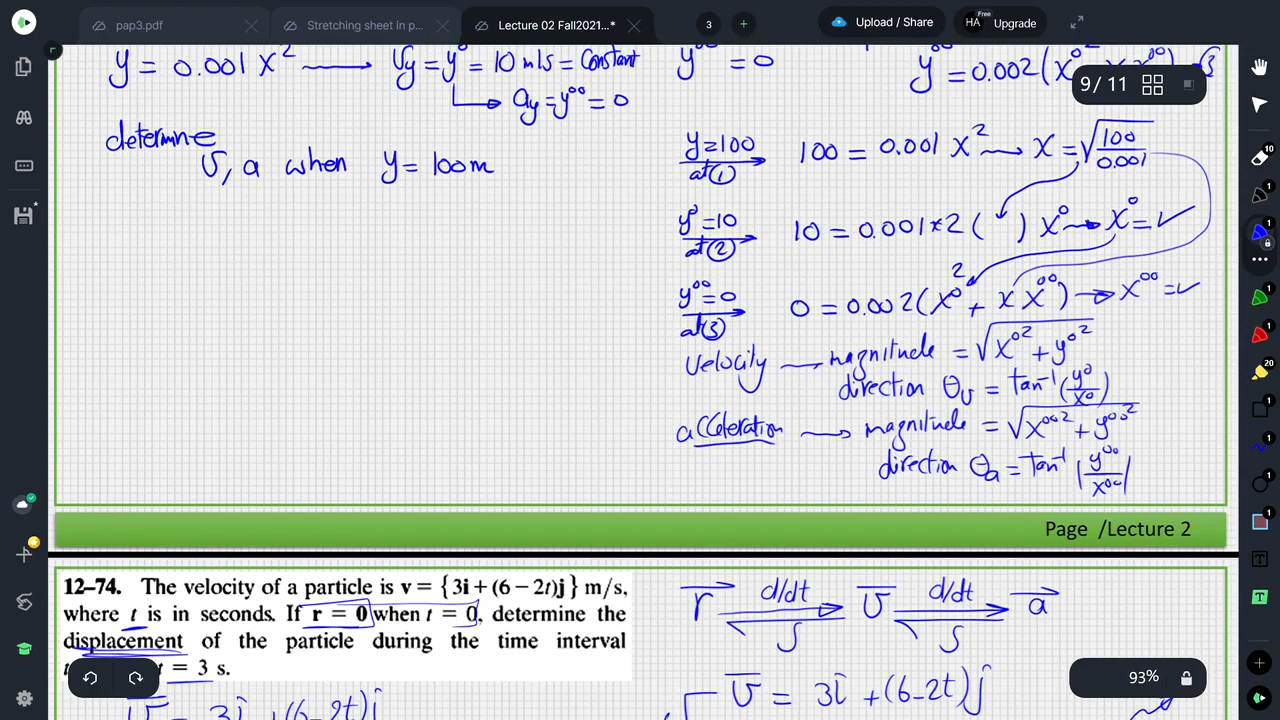 pap3.pdf
Stretching sheet in p...
Lecture 02 Fall2021...*
3
Upload / Share
HA
Free
Upgrade
9 / 11
y = 0.001 x² → vy = y° = 10 m/s = Constant
→ ay = y°° = 0
y°° = 0
y°° = 0.002(x°²
determine
v, a when y = 100m
y=100 at(1) 100 = 0.001 x² → x = √(100/0.001)
y°=10 at(2) 10 = 0.001*2( ) x° → x° = ✓
y°°=0 at(3) 0 = 0.002(x°² + x x°°) → x°° = ✓
velocity → magnitude = √(x°² + y°²)
direction θv = tan⁻¹(y°/x°)
acceleration → magnitude = √(x°°² + y°°²)
direction θa = tan⁻¹|y°°/x°°|
Page /Lecture 2
12–74. The velocity of a particle is v = {3i + (6 – 2t)j} m/s,
where t is in seconds. If r = 0 when t = 0, determine the
displacement of the particle during the time interval
t = 3 s.
r d/dt ∫ v d/dt ∫ a
v = 3i + (6-2t)j
v = 3i + (6-2t)j
93%